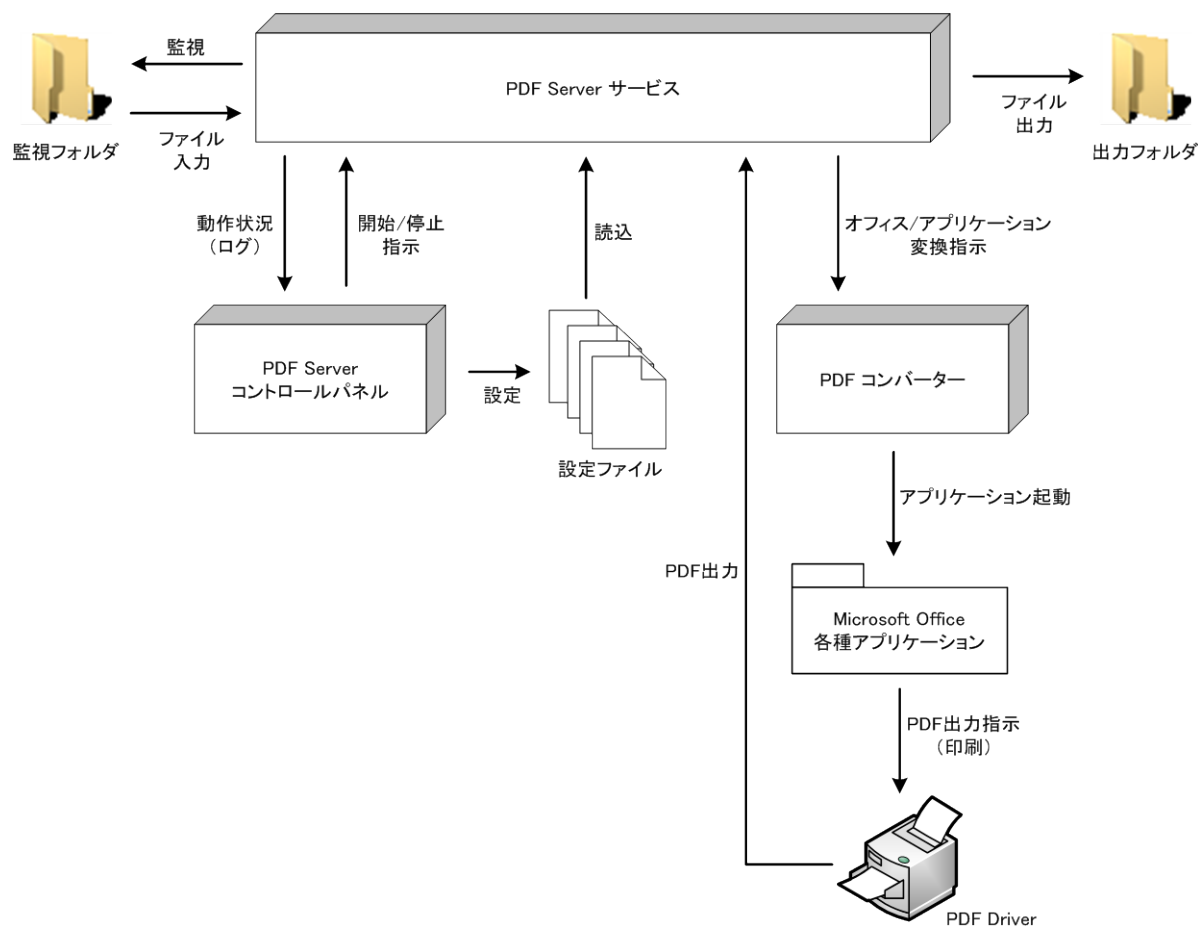 監視
PDF Server サービス
ファイル
入力
監視フォルダ
ファイル
出力
出力フォルダ
動作状況
(ログ)
開始/停止
指示
読込
オフィス/アプリケーション
変換指示
PDF Server
コントロールパネル
設定
設定ファイル
PDF コンバーター
アプリケーション起動
PDF出力
Microsoft Office
各種アプリケーション
PDF出力指示
(印刷)
PDF Driver